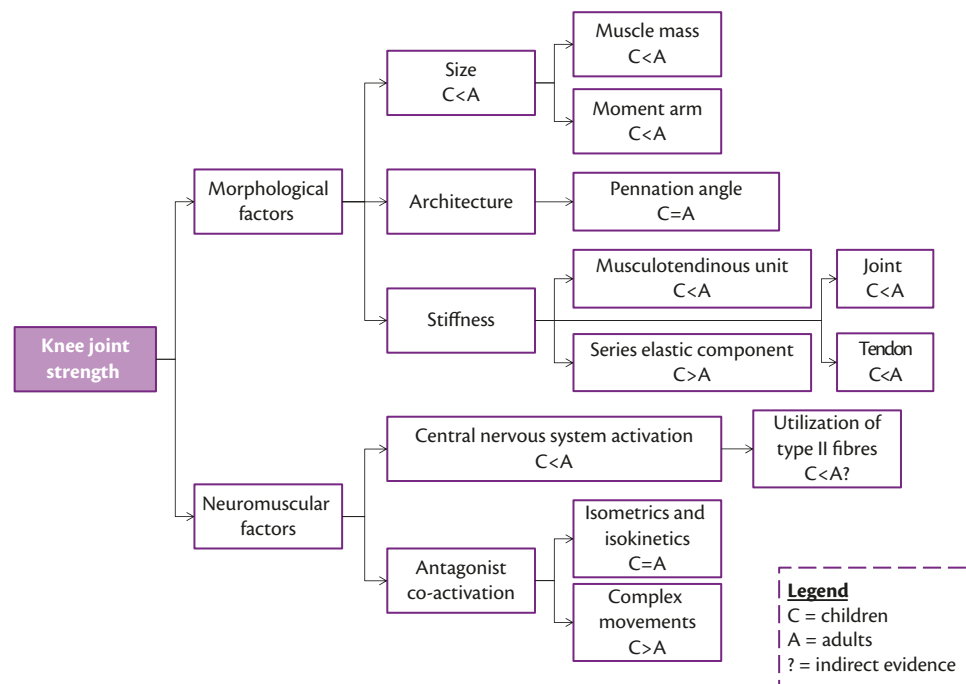 Knee joint
strength
Morphological
factors
Size
C<A
Muscle mass
C<A
Moment arm
C<A
Architecture
Pennation angle
C=A
Stiffness
Musculotendinous unit
C<A
Series elastic component
C>A
Joint
C<A
Tendon
C<A
Neuromuscular
factors
Central nervous system activation
C<A
Utilization of
type II fibres
C<A?
Antagonist
co-activation
Isometrics and
isokinetics
C=A
Complex
movements
C>A
Legend
C = children
A = adults
? = indirect evidence